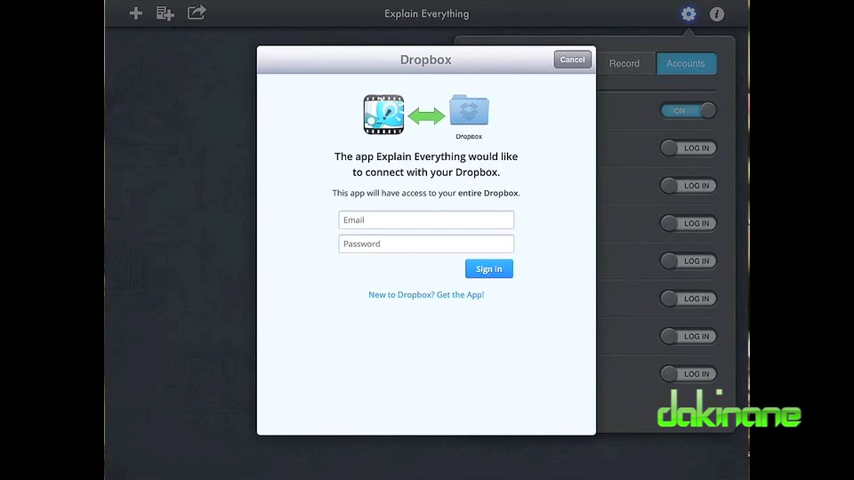 Explain Everything
Dropbox
Cancel
Record
Accounts
ON
Dropbox
The app Explain Everything would like
to connect with your Dropbox.
This app will have access to your entire Dropbox.
Email
Password
Sign in
New to Dropbox? Get the App!
LOG IN
LOG IN
LOG IN
LOG IN
LOG IN
LOG IN
LOG IN
dakinane